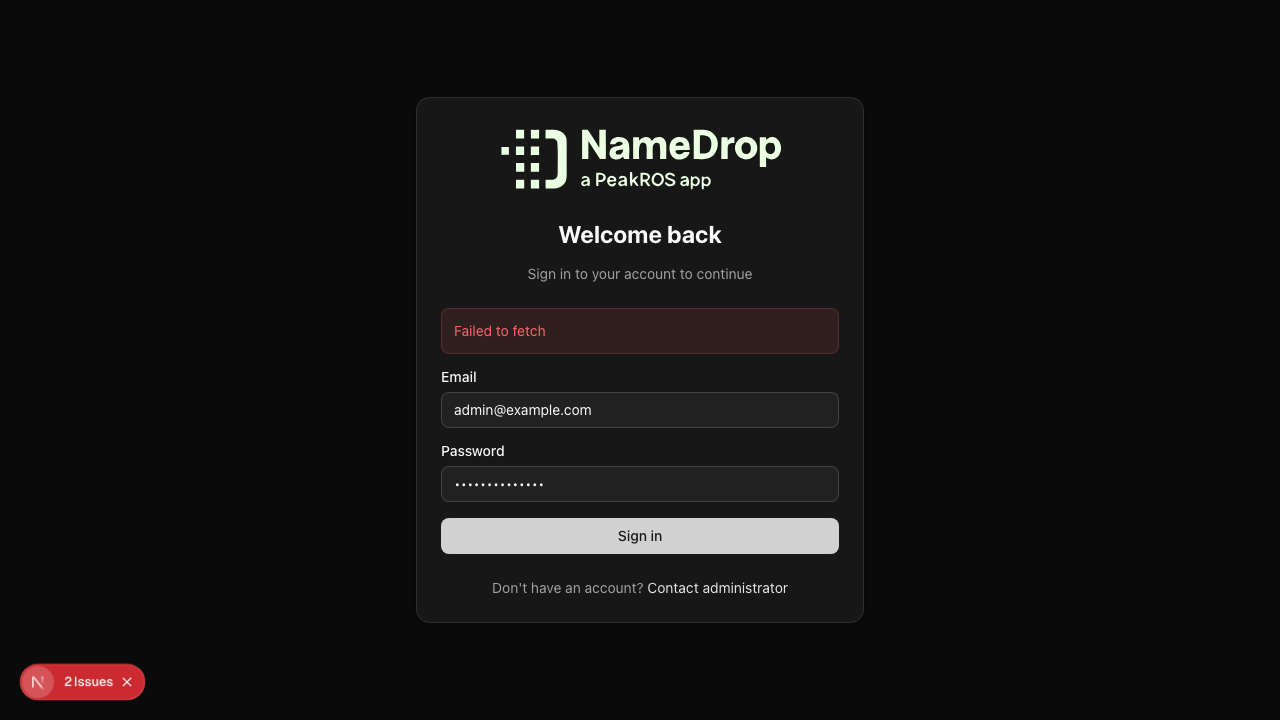 NameDrop
a PeakROS app
Welcome back
Sign in to your account to continue
Failed to fetch
Email
admin@example.com
Password
••••••••••••••
Sign in
Don't have an account? Contact administrator
N 2 Issues